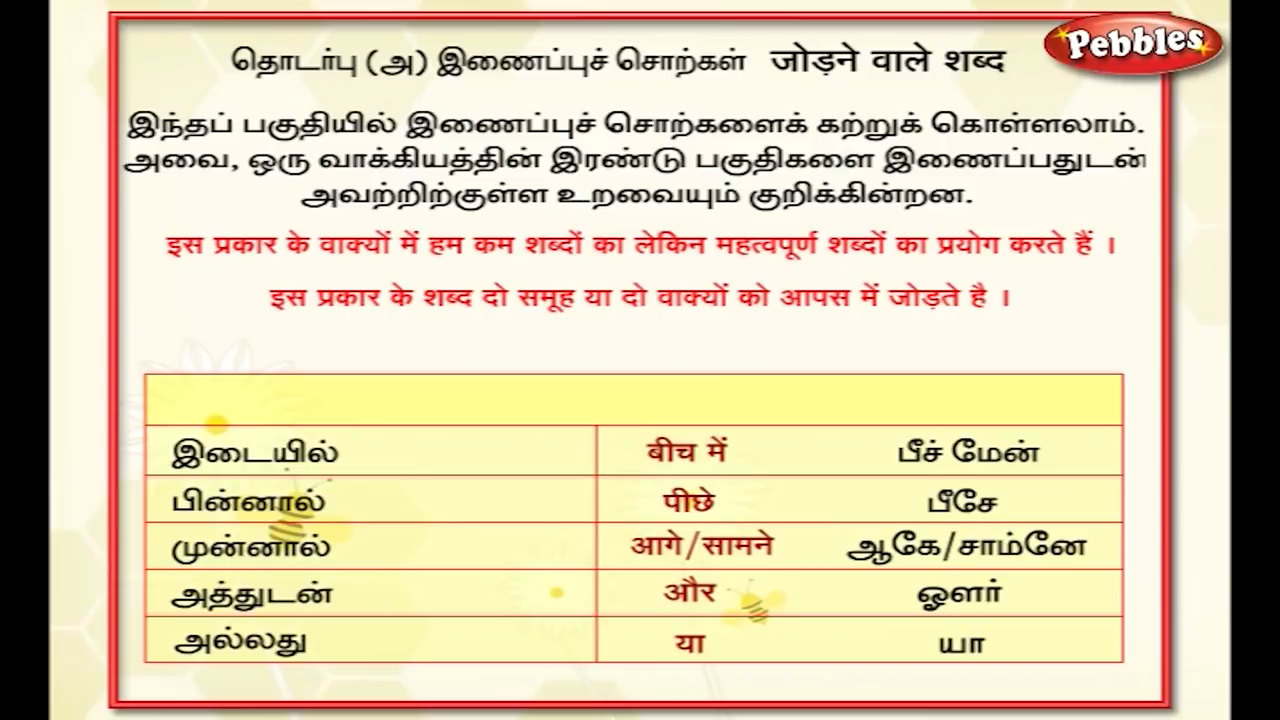 Pebbles
தொடர்பு (அ) இணைப்புச் சொற்கள் जोड़ने वाले शब्द
இந்தப் பகுதியில் இணைப்புச் சொற்களைக் கற்றுக் கொள்ளலாம்.
அவை, ஒரு வாக்கியத்தின் இரண்டு பகுதிகளை இணைப்பதுடன்
அவற்றிற்குள்ள உறவையும் குறிக்கின்றன.
इस प्रकार के वाक्यों में हम कम शब्दों का लेकिन महत्वपूर्ण शब्दों का प्रयोग करते हैं ।
इस प्रकार के शब्द दो समूह या दो वाक्यों को आपस में जोड़ते है ।
இடையில் बीच में பீச் மேன்
பின்னால் पीछे பீசே
முன்னால் आगे/सामने ஆகே/சாம்னே
அத்துடன் और ஔர்
அல்லது या யா